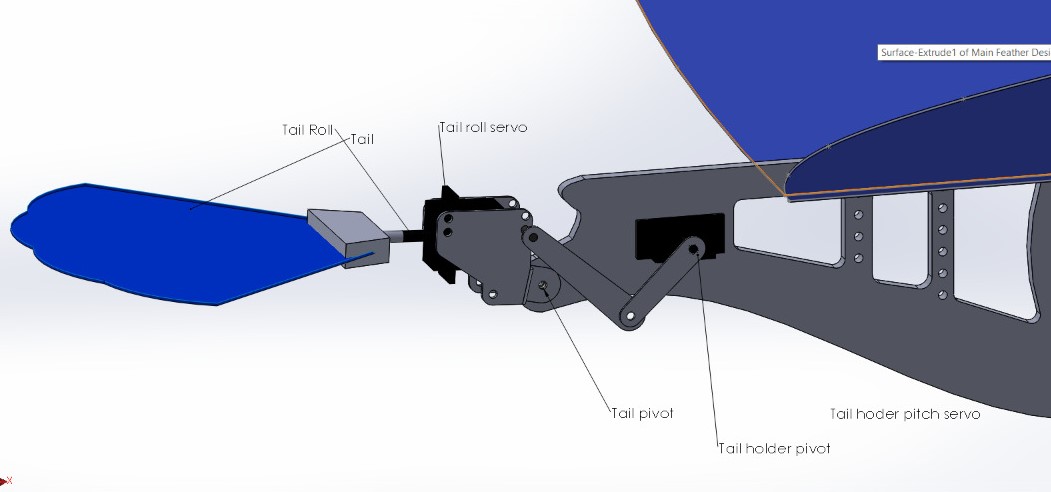 Surface-Extrude1 of Main Feather Desi
Tail Roll
Tail
Tail roll servo
Tail pivot
Tail hoder pitch servo
Tail holder pivot
X